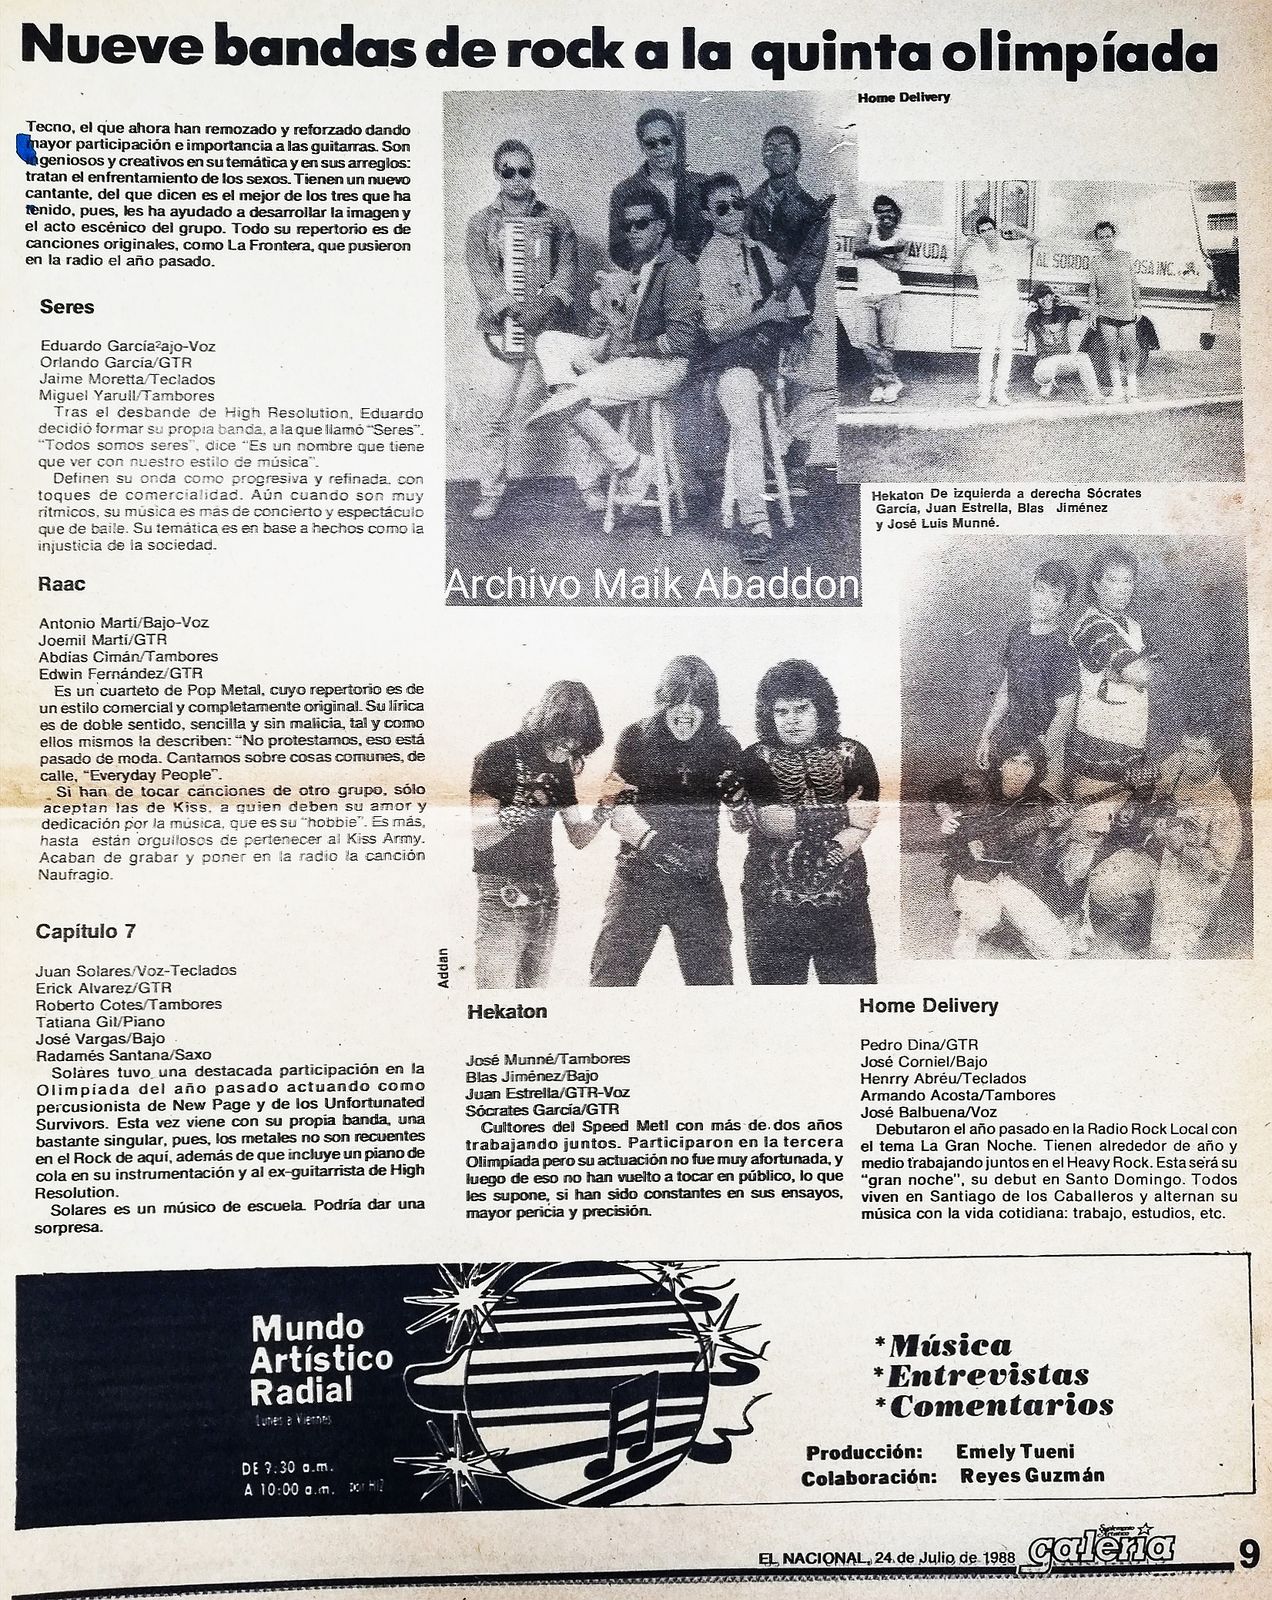 Nueve bandas de rock a la quinta olimpíada
Tecno, el que ahora han remozado y reforzado dando
mayor participación e importancia a las guitarras. Son
ingeniosos y creativos en su temática y en sus arreglos:
tratan el enfrentamiento de los sexos. Tienen un nuevo
cantante, del que dicen es el mejor de los tres que ha
tenido, pues, les ha ayudado a desarrollar la imagen y
el acto escénico del grupo. Todo su repertorio es de
canciones originales, como La Frontera, que pusieron
en la radio el año pasado.
Seres
Eduardo García²ajo-Voz
Orlando García/GTR
Jaime Moretta/Teclados
Miguel Yarull/Tambores
Tras el desbande de High Resolution, Eduardo
decidió formar su propia banda, a la que llamó “Seres”.
“Todos somos seres”, dice “Es un nombre que tiene
que ver con nuestro estilo de música”.
Definen su onda como progresiva y refinada, con
toques de comercialidad. Aún cuando son muy
rítmicos, su música es más de concierto y espectáculo
que de baile. Su temática es en base a hechos como la
injusticia de la sociedad.
Raac
Antonio Martí/Bajo-Voz
Joemil Martí/GTR
Abdías Cimán/Tambores
Edwin Fernández/GTR
Es un cuarteto de Pop Metal, cuyo repertorio es de
un estilo comercial y completamente original. Su lírica
es de doble sentido, sencilla y sin malicia, tal y como
ellos mismos la describen: “No protestamos, eso está
pasado de moda. Cantamos sobre cosas comunes, de
calle, “Everyday People”.
Si han de tocar canciones de otro grupo, sólo
aceptan las de Kiss, a quien deben su amor y
dedicación por la música, que es su “hobbie”. Es más,
hasta están orgullosos de pertenecer al Kiss Army.
Acaban de grabar y poner en la radio la canción
Naufragio.
Capítulo 7
Juan Solares/Voz-Teclados
Erick Alvarez/GTR
Roberto Cotes/Tambores
Tatiana Gil/Piano
José Vargas/Bajo
Radamés Santana/Saxo
Solares tuvo una destacada participación en la
Olimpíada del año pasado actuando como
percusionista de New Page y de los Unfortunated
Survivors. Esta vez viene con su propia banda, una
bastante singular, pues, los metales no son recuentes
en el Rock de aquí, además de que incluye un piano de
cola en su instrumentación y al ex-guitarrista de High
Resolution.
Solares es un músico de escuela. Podría dar una
sorpresa.
Home Delivery
AYUDA
AL SORDO
OSA INC.
Hekaton De izquierda a derecha Sócrates
García, Juan Estrella, Blas Jiménez
y José Luis Munné.
Archivo Maik Abaddon
Addan
Hekaton
José Munné/Tambores
Blas Jiménez/Bajo
Juan Estrella/GTR-Voz
Sócrates García/GTR
Cultores del Speed Metl con más de dos años
trabajando juntos. Participaron en la tercera
Olimpíada pero su actuación no fue muy afortunada, y
luego de eso no han vuelto a tocar en público, lo que
les supone, si han sido constantes en sus ensayos,
mayor pericia y precisión.
Home Delivery
Pedro Dina/GTR
José Corniel/Bajo
Henrry Abréu/Teclados
Armando Acosta/Tambores
José Balbuena/Voz
Debutaron el año pasado en la Radio Rock Local con
el tema La Gran Noche. Tienen alrededor de año y
medio trabajando juntos en el Heavy Rock. Esta será su
“gran noche”, su debut en Santo Domingo. Todos
viven en Santiago de los Caballeros y alternan su
música con la vida cotidiana: trabajo, estudios, etc.
Mundo
Artístico
Radial
Lunes a Viernes
DE 9:30 a.m.
A 10:00 a.m. por HIZ
*Música
*Entrevistas
*Comentarios
Producción: Emely Tueni
Colaboración: Reyes Guzmán
EL NACIONAL, 24 de Julio de 1988 Suplemento Artístico galería 9